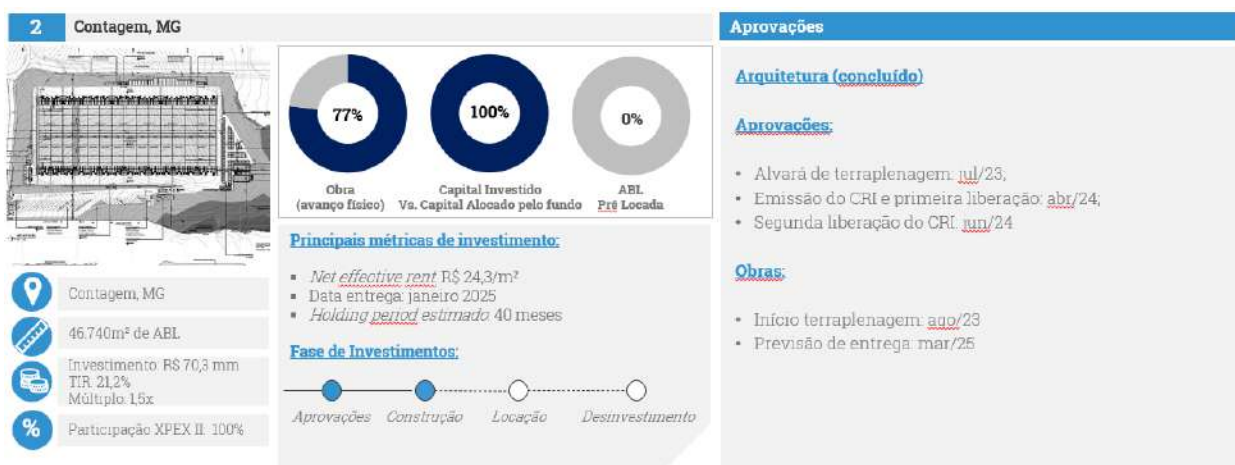 2 Contagem, MG
77%
100%
0%
Obra
(avanço físico)
Capital Investido
Vs. Capital Alocado pelo fundo
ABL
Pré Locada
Contagem, MG
46.740m² de ABL
Investimento: R$ 70,3 mm
TIR: 21,2%
Múltiplo: 1,5x
Participação XPEX II: 100%
Principais métricas de investimento:
▪ Net effective rent: R$ 24,3/m²
▪ Data entrega: janeiro 2025
▪ Holding period estimado: 40 meses
Fase de Investimentos:
Aprovações
Construção
Locação
Desinvestimento
Aprovações
Arquitetura (concluído)
Aprovações:
• Alvará de terraplenagem: jul/23;
• Emissão do CRI e primeira liberação: abr/24;
• Segunda liberação do CRI: jun/24
Obras:
• Início terraplenagem: ago/23
• Previsão de entrega: mar/25